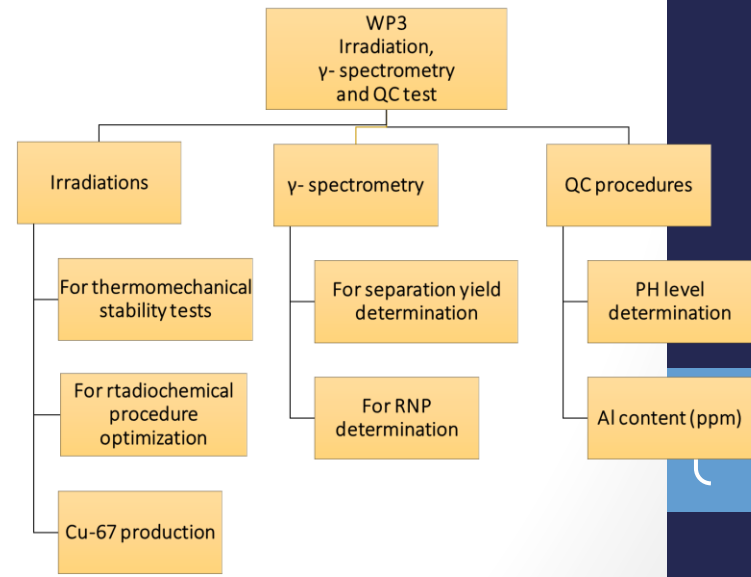 WP3
Irradiation,
γ- spectrometry
and QC test
Irradiations
γ- spectrometry
QC procedures
For thermomechanical
stability tests
For separation yield
determination
PH level
determination
For rtadiochemical
procedure
optimization
For RNP
determination
Al content (ppm)
Cu-67 production